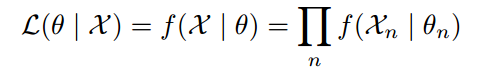 ℒ(θ | 𝒳) = f(𝒳 | θ) = ∏ₙ f(𝒳ₙ | θₙ)